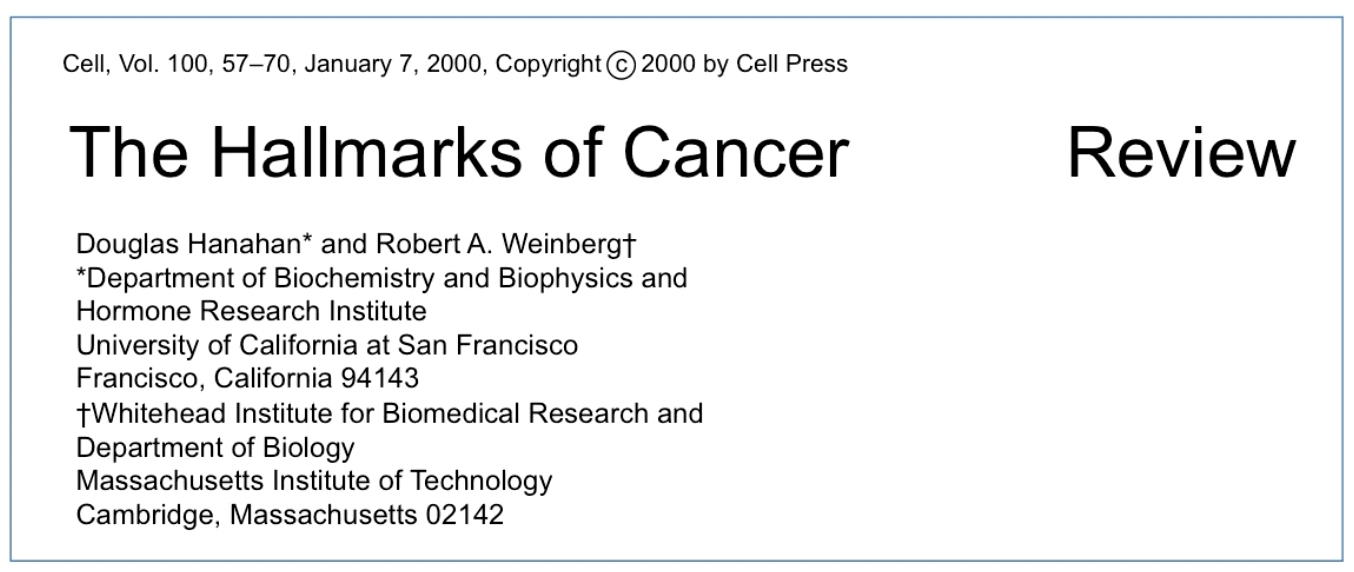 Cell, Vol. 100, 57–70, January 7, 2000, Copyright © 2000 by Cell Press
The Hallmarks of Cancer Review
Douglas Hanahan* and Robert A. Weinberg†
*Department of Biochemistry and Biophysics and
Hormone Research Institute
University of California at San Francisco
Francisco, California 94143
†Whitehead Institute for Biomedical Research and
Department of Biology
Massachusetts Institute of Technology
Cambridge, Massachusetts 02142